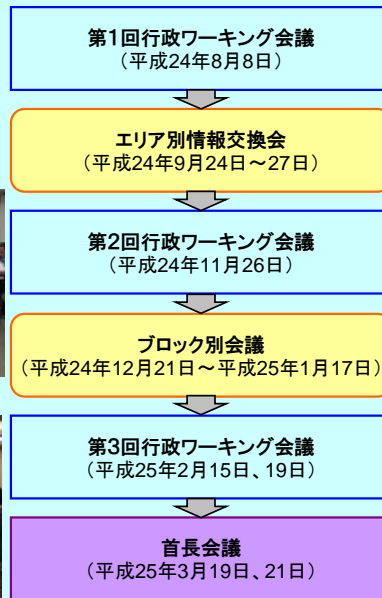 第1回行政ワーキング会議
(平成24年8月8日)
エリア別情報交換会
(平成24年9月24日～27日)
第2回行政ワーキング会議
(平成24年11月26日)
ブロック別会議
(平成24年12月21日～平成25年1月17日)
第3回行政ワーキング会議
(平成25年2月15日、19日)
首長会議
(平成25年3月19日、21日)